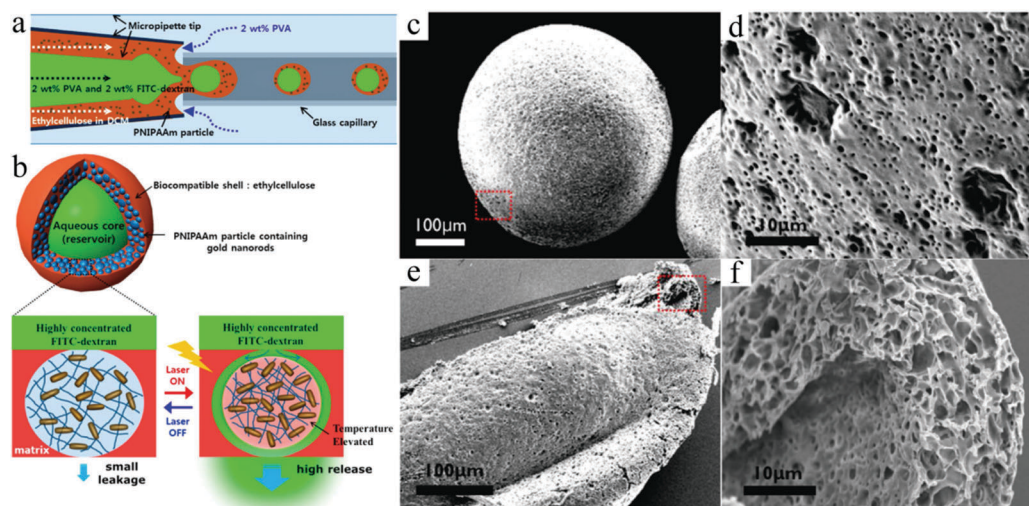 a
Micropipette tip
2 wt% PVA
2 wt% PVA and 2 wt% FITC-dextran
Ethylcellulose in DCM
PNIPAAm particle
Glass capillary
b
Biocompatible shell : ethylcellulose
Aqueous core
(reservoir)
PNIPAAm particle containing
gold nanorods
Highly concentrated
FITC-dextran
Highly concentrated
FITC-dextran
Laser
ON
Laser
OFF
Temperature
Elevated
matrix
small
leakage
high release
c
100μm
d
10μm
e
100μm
f
10μm